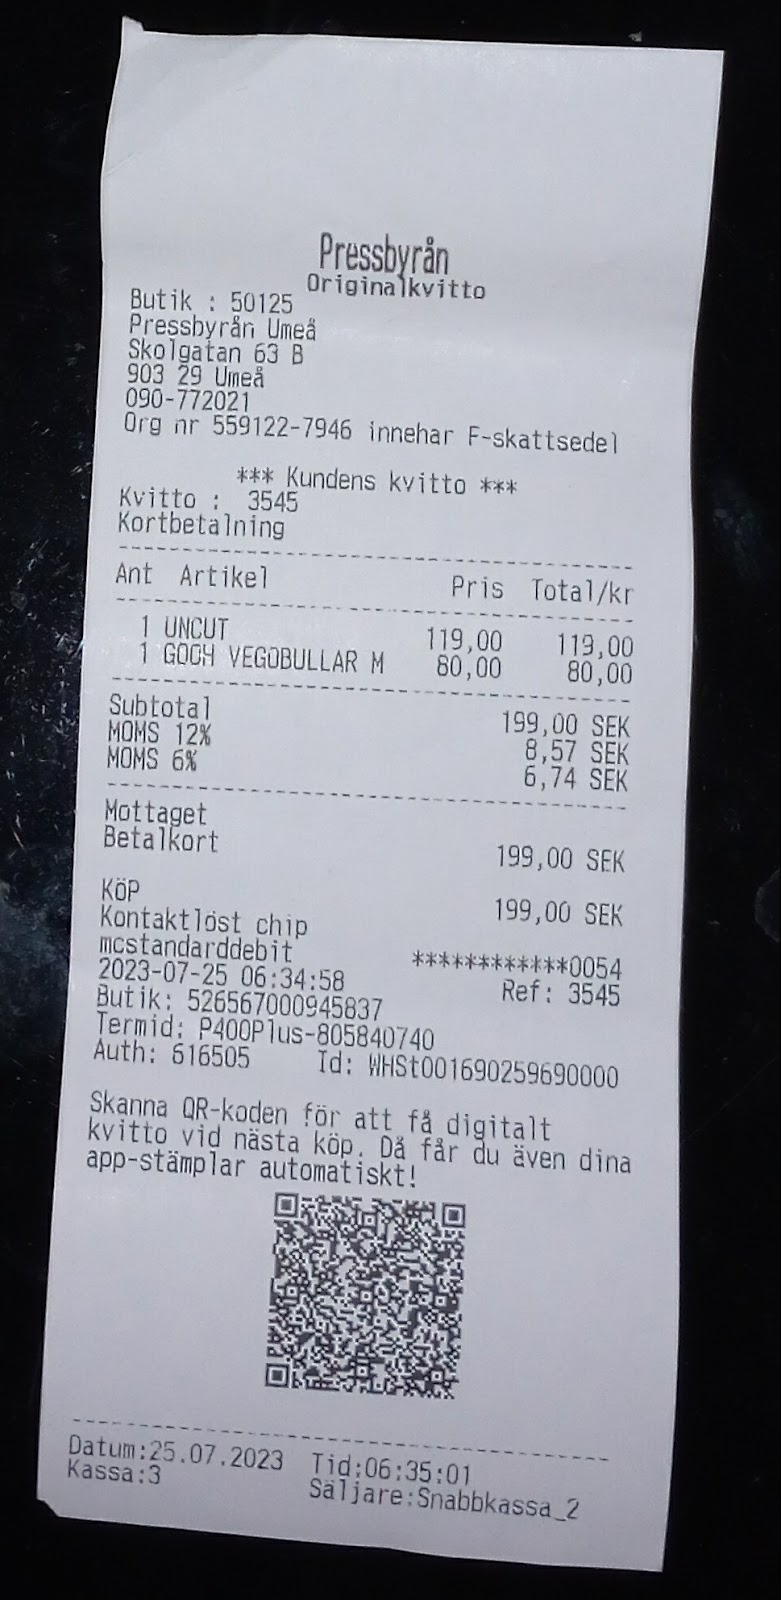 Pressbyrån
Originalkvitto
Butik : 50125
Pressbyrån Umeå
Skolgatan 63 B
903 29 Umeå
090-772021
Org nr 559122-7946 innehar F-skattsedel
*** Kundens kvitto ***
Kvitto : 3545
Kortbetalning
Ant Artikel Pris Total/kr
1 UNCUT 119,00 119,00
1 GOGH VEGOBULLAR M 80,00 80,00
Subtotal 199,00 SEK
MOMS 12% 8,57 SEK
MOMS 6% 6,74 SEK
Mottaget
Betalkort 199,00 SEK
KÖP 199,00 SEK
Kontaktlöst chip
mcstandarddebit ************0054
2023-07-25 06:34:58 Ref: 3545
Butik: 526567000945837
Termid: P400Plus-805840740
Auth: 616505 Id: WHSt001690259690000
Skanna QR-koden för att få digitalt
kvitto vid nästa köp. Då får du även dina
app-stämplar automatiskt!
Datum:25.07.2023 Tid:06:35:01
Kassa:3 Säljare:Snabbkassa_2